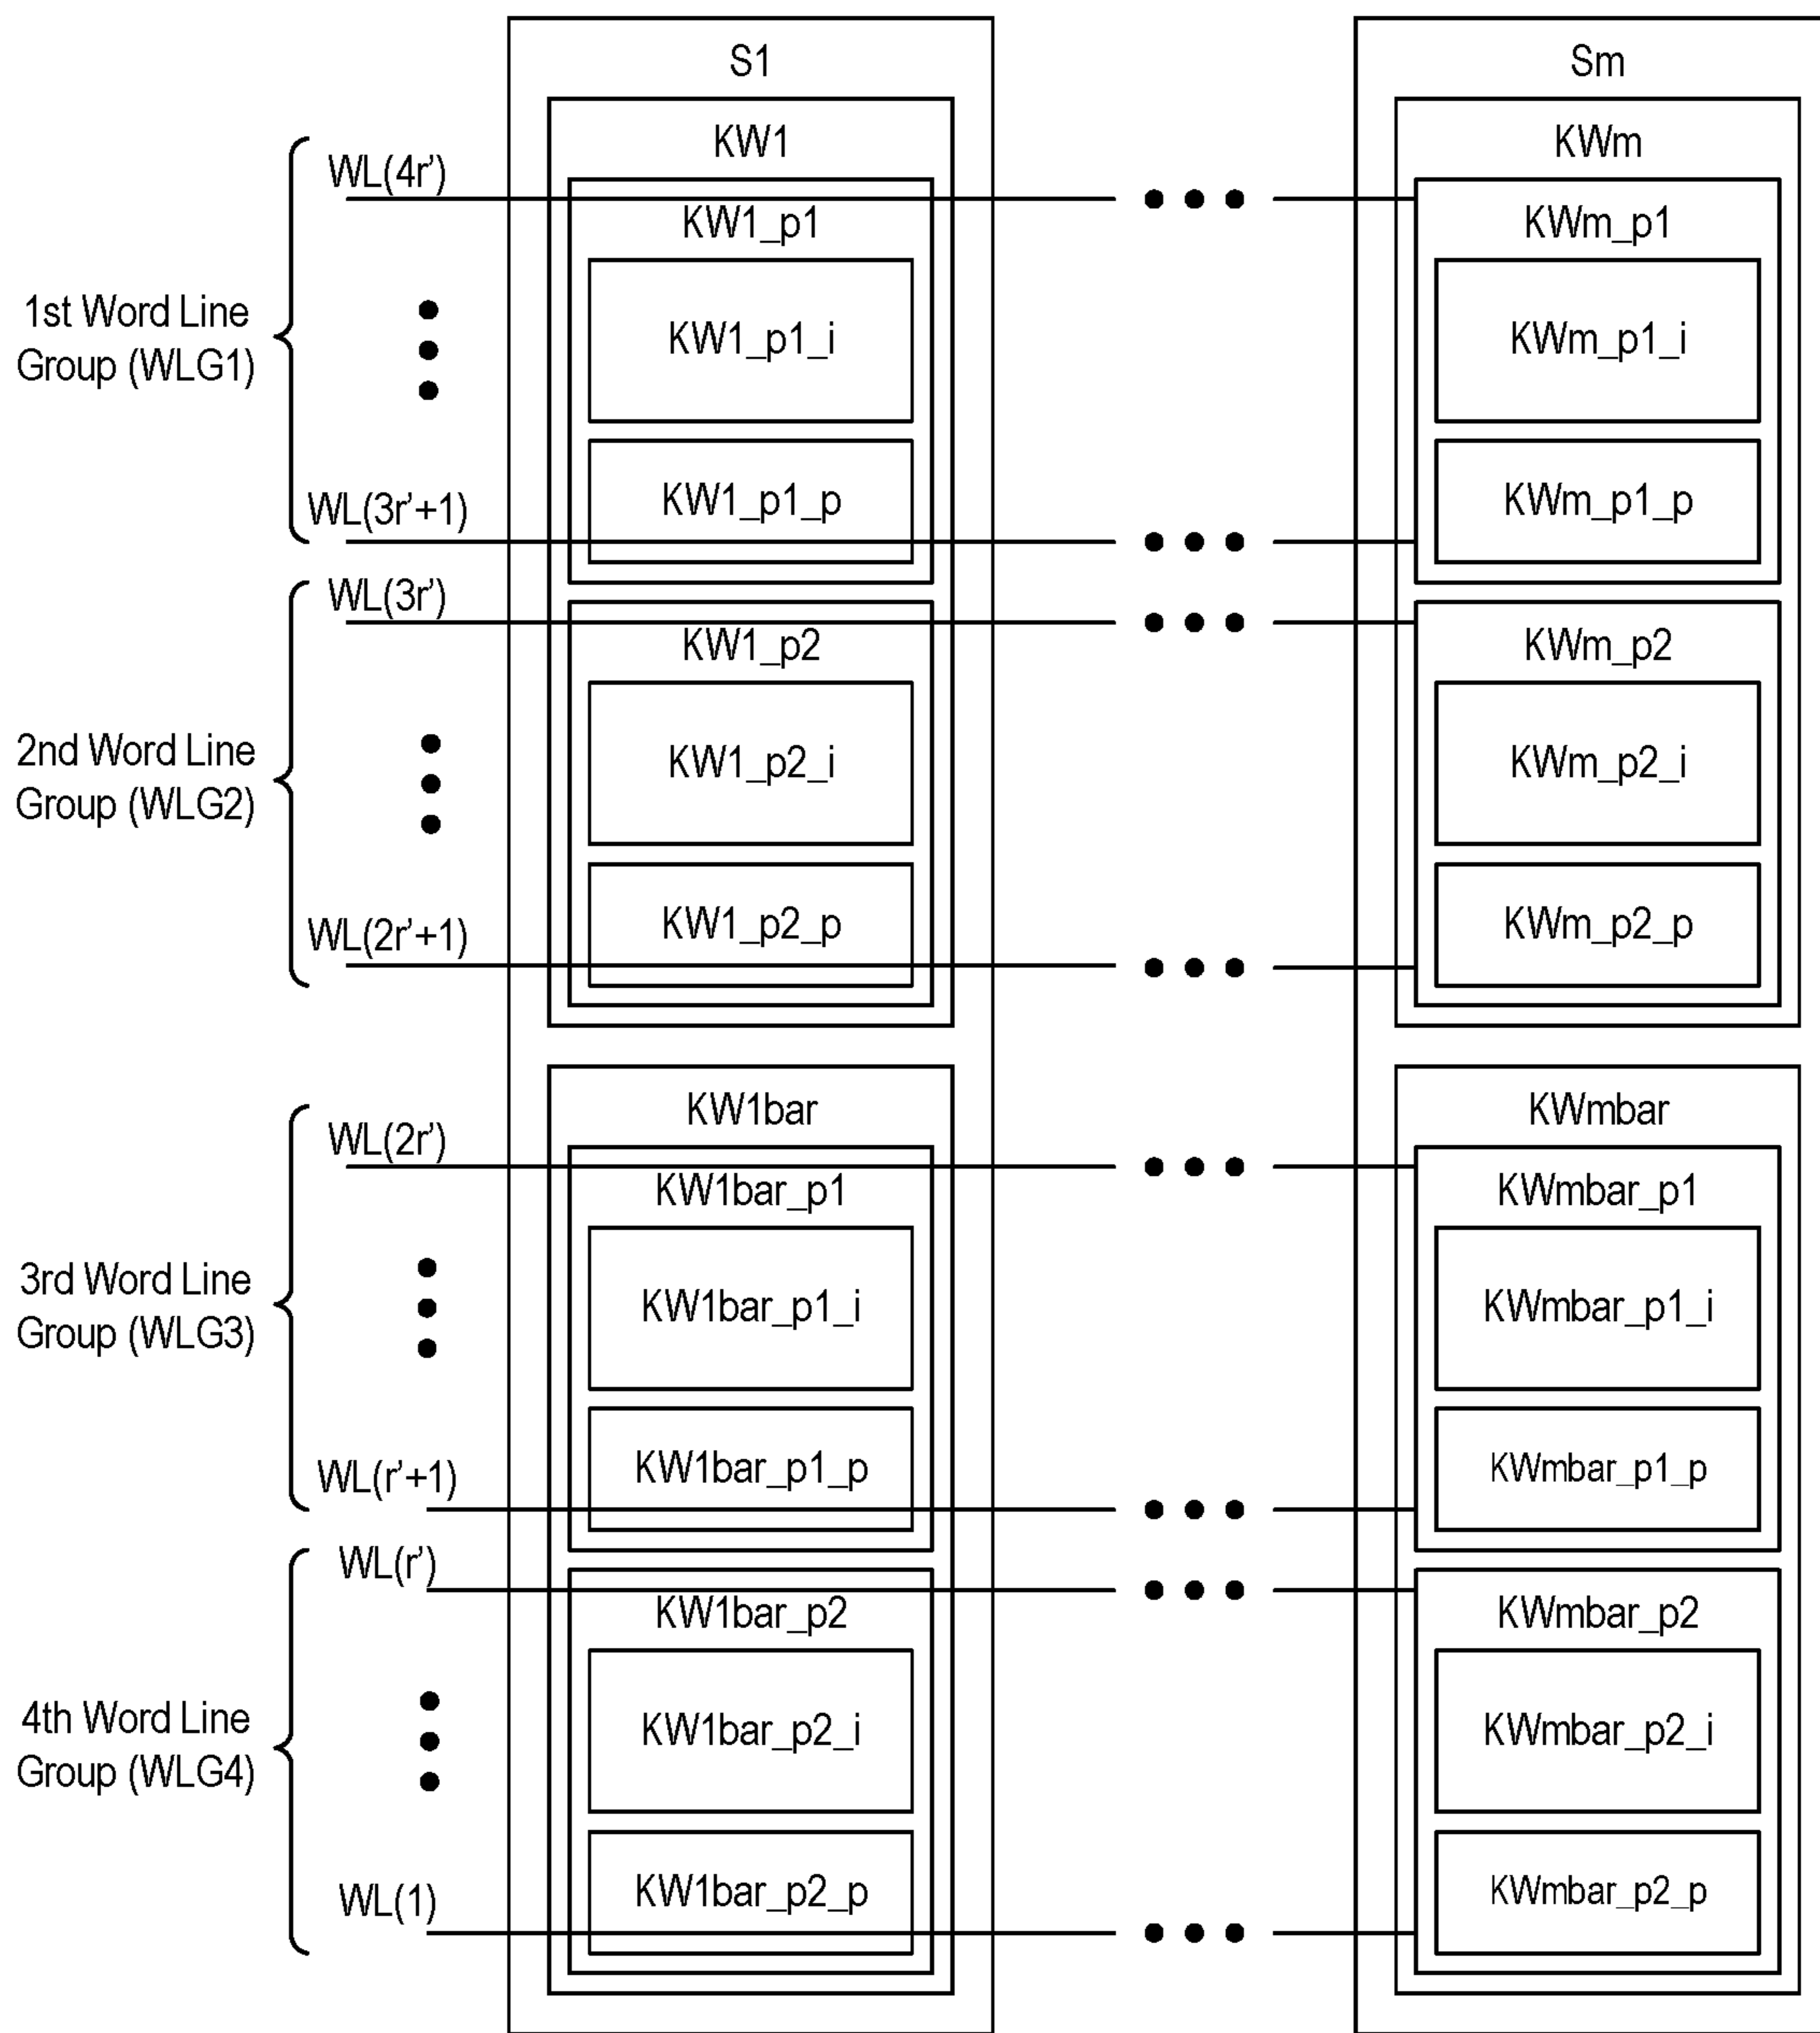 S1
Sm
KW1
KWm
WL(4r’)
KW1_p1
KWm_p1
1st Word Line
Group (WLG1)
KW1_p1_i
KWm_p1_i
KW1_p1_p
KWm_p1_p
WL(3r’+1)
WL(3r’)
KW1_p2
KWm_p2
2nd Word Line
Group (WLG2)
KW1_p2_i
KWm_p2_i
KW1_p2_p
KWm_p2_p
WL(2r’+1)
KW1bar
KWmbar
WL(2r’)
KW1bar_p1
KWmbar_p1
3rd Word Line
Group (WLG3)
KW1bar_p1_i
KWmbar_p1_i
KW1bar_p1_p
KWmbar_p1_p
WL(r’+1)
WL(r’)
KW1bar_p2
KWmbar_p2
4th Word Line
Group (WLG4)
KW1bar_p2_i
KWmbar_p2_i
KW1bar_p2_p
KWmbar_p2_p
WL(1)